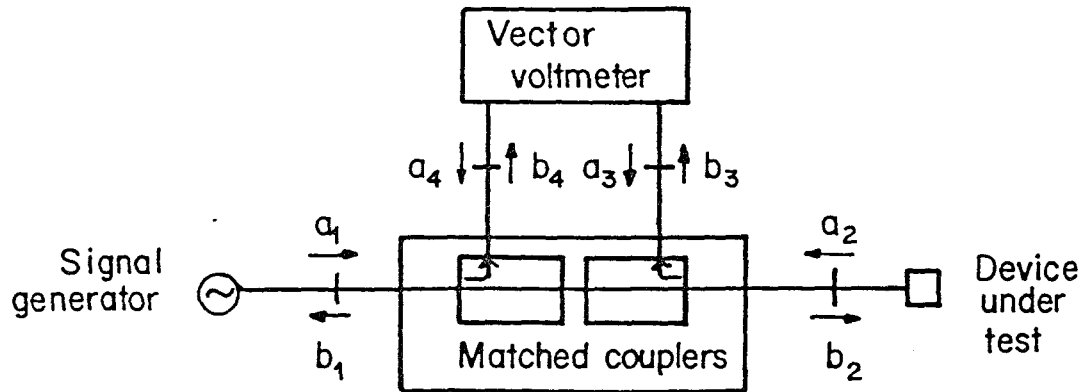 Vector
voltmeter
a₄ b₄ a₃ b₃
a₁
a₂
Signal
generator
Device
under
test
b₁
Matched couplers
b₂